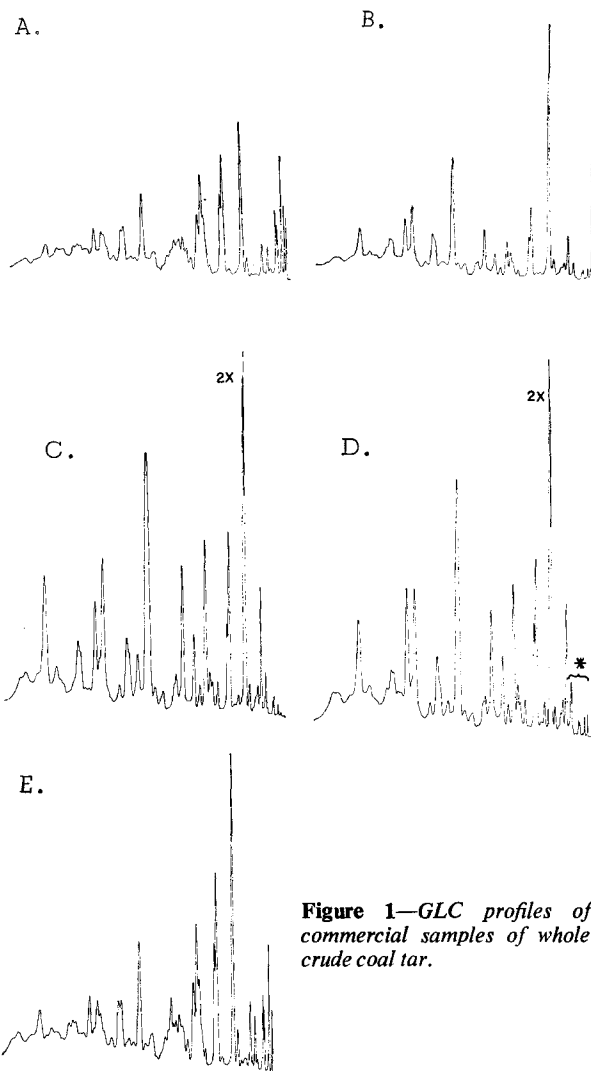 A.
B.
2X
C.
2X
D.
*
E.
Figure 1—GLC profiles of
commercial samples of whole
crude coal tar.